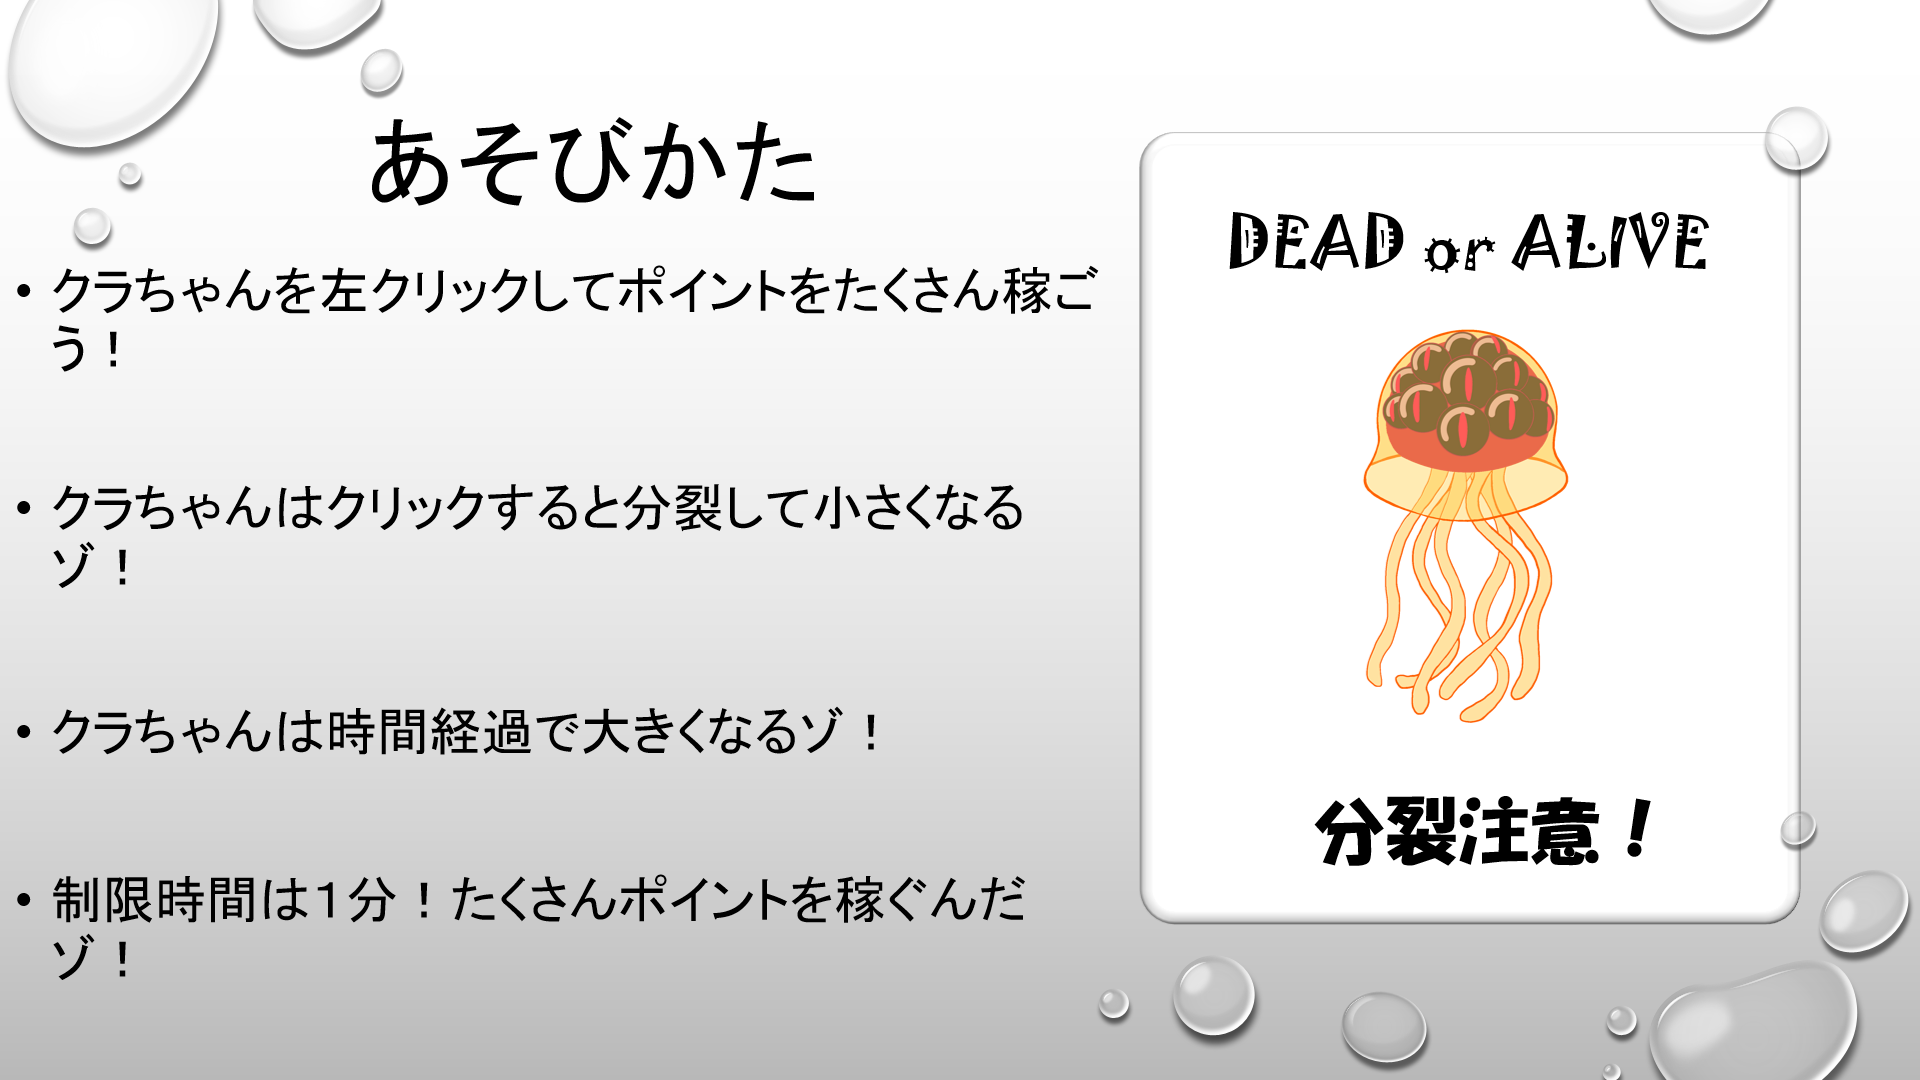 あそびかた
• クラちゃんを左クリックしてポイントをたくさん稼ご
う！
• クラちゃんはクリックすると分裂して小さくなる
ゾ！
• クラちゃんは時間経過で大きくなるゾ！
• 制限時間は１分！たくさんポイントを稼ぐんだ
ゾ！
DEAD or ALIVE
分裂注意！